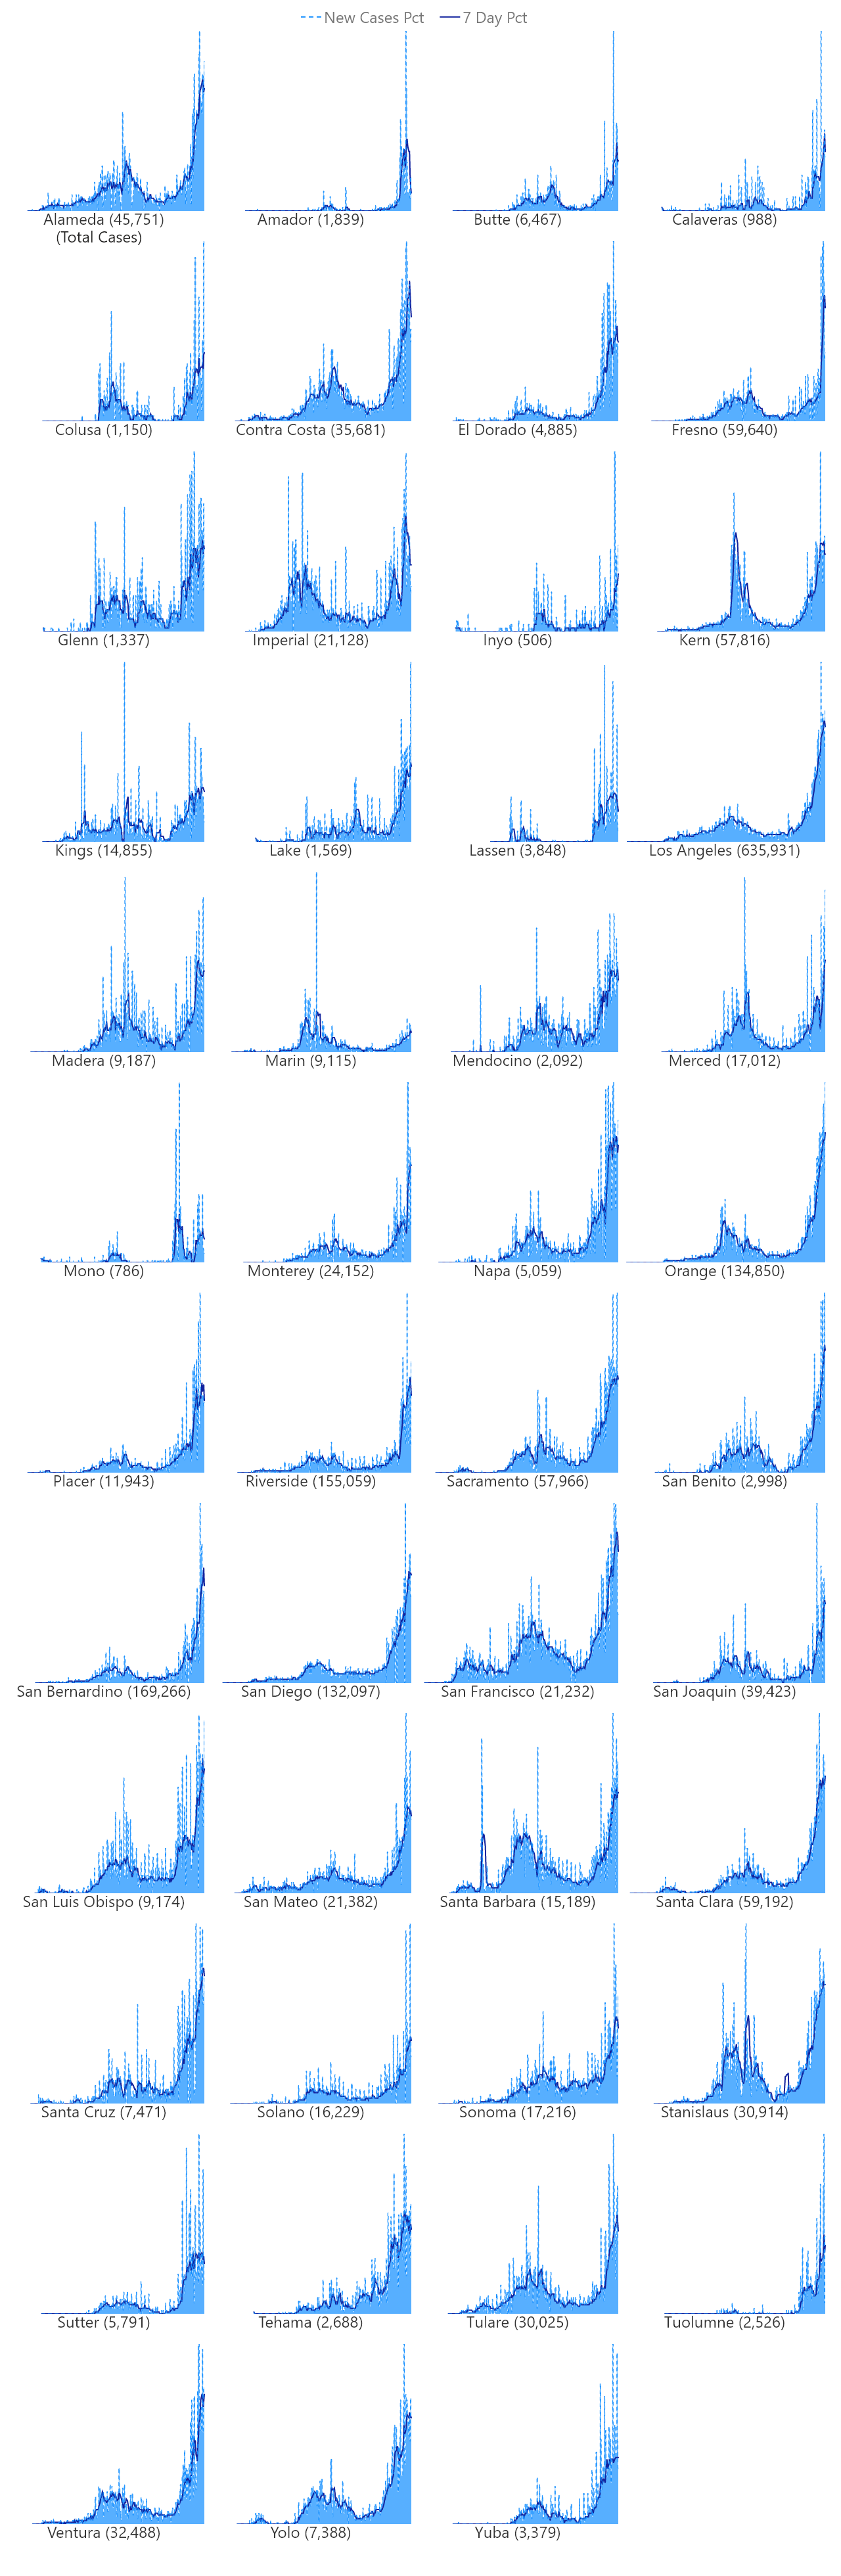 New Cases Pct 7 Day Pct
Alameda (45,751) Amador (1,839) Butte (6,467) Calaveras (988)
(Total Cases)
Colusa (1,150) Contra Costa (35,681) El Dorado (4,885) Fresno (59,640)
Glenn (1,337) Imperial (21,128) Inyo (506) Kern (57,816)
Kings (14,855) Lake (1,569) Lassen (3,848) Los Angeles (635,931)
Madera (9,187) Marin (9,115) Mendocino (2,092) Merced (17,012)
Mono (786) Monterey (24,152) Napa (5,059) Orange (134,850)
Placer (11,943) Riverside (155,059) Sacramento (57,966) San Benito (2,998)
San Bernardino (169,266) San Diego (132,097) San Francisco (21,232) San Joaquin (39,423)
San Luis Obispo (9,174) San Mateo (21,382) Santa Barbara (15,189) Santa Clara (59,192)
Santa Cruz (7,471) Solano (16,229) Sonoma (17,216) Stanislaus (30,914)
Sutter (5,791) Tehama (2,688) Tulare (30,025) Tuolumne (2,526)
Ventura (32,488) Yolo (7,388) Yuba (3,379)